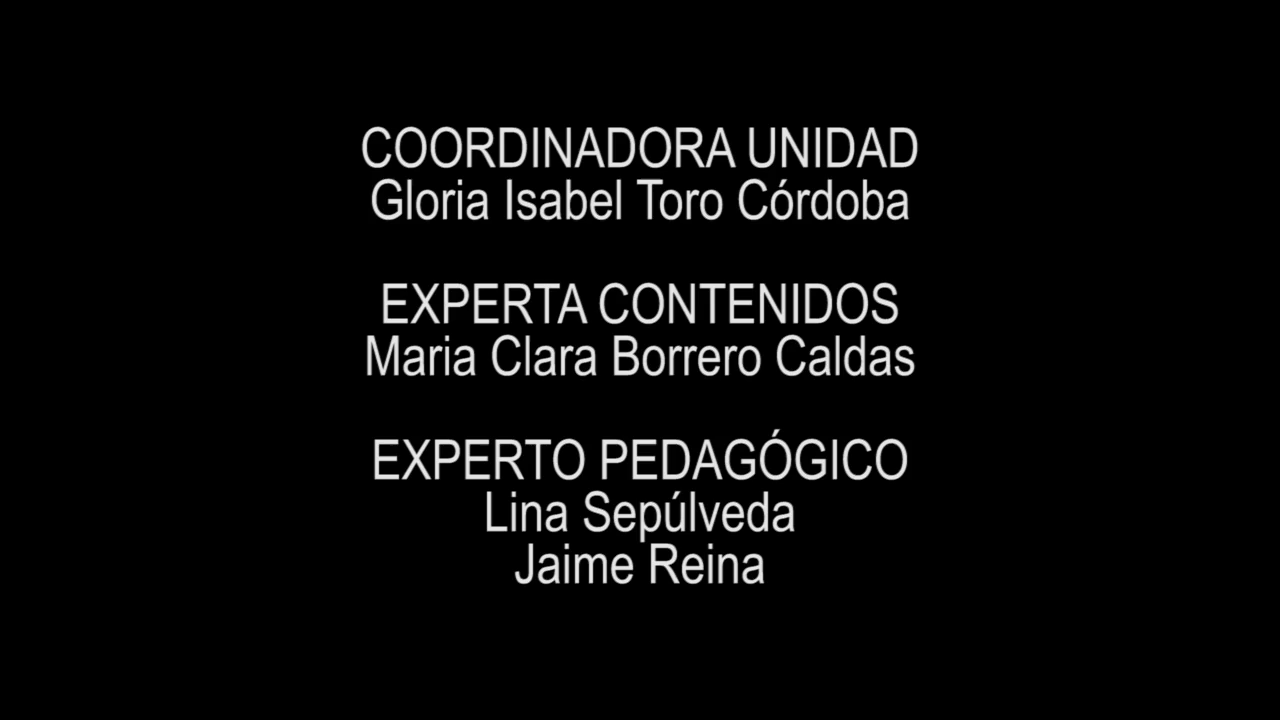 COORDINADORA UNIDAD
Gloria Isabel Toro Córdoba
EXPERTA CONTENIDOS
Maria Clara Borrero Caldas
EXPERTO PEDAGÓGICO
Lina Sepúlveda
Jaime Reina